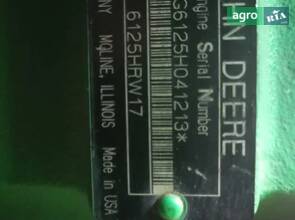 agro RIA
HN DEERE
ngine Serial Number
G6125H041213*
6125HRW17
NY MOLINE, ILLINOIS Made in USA